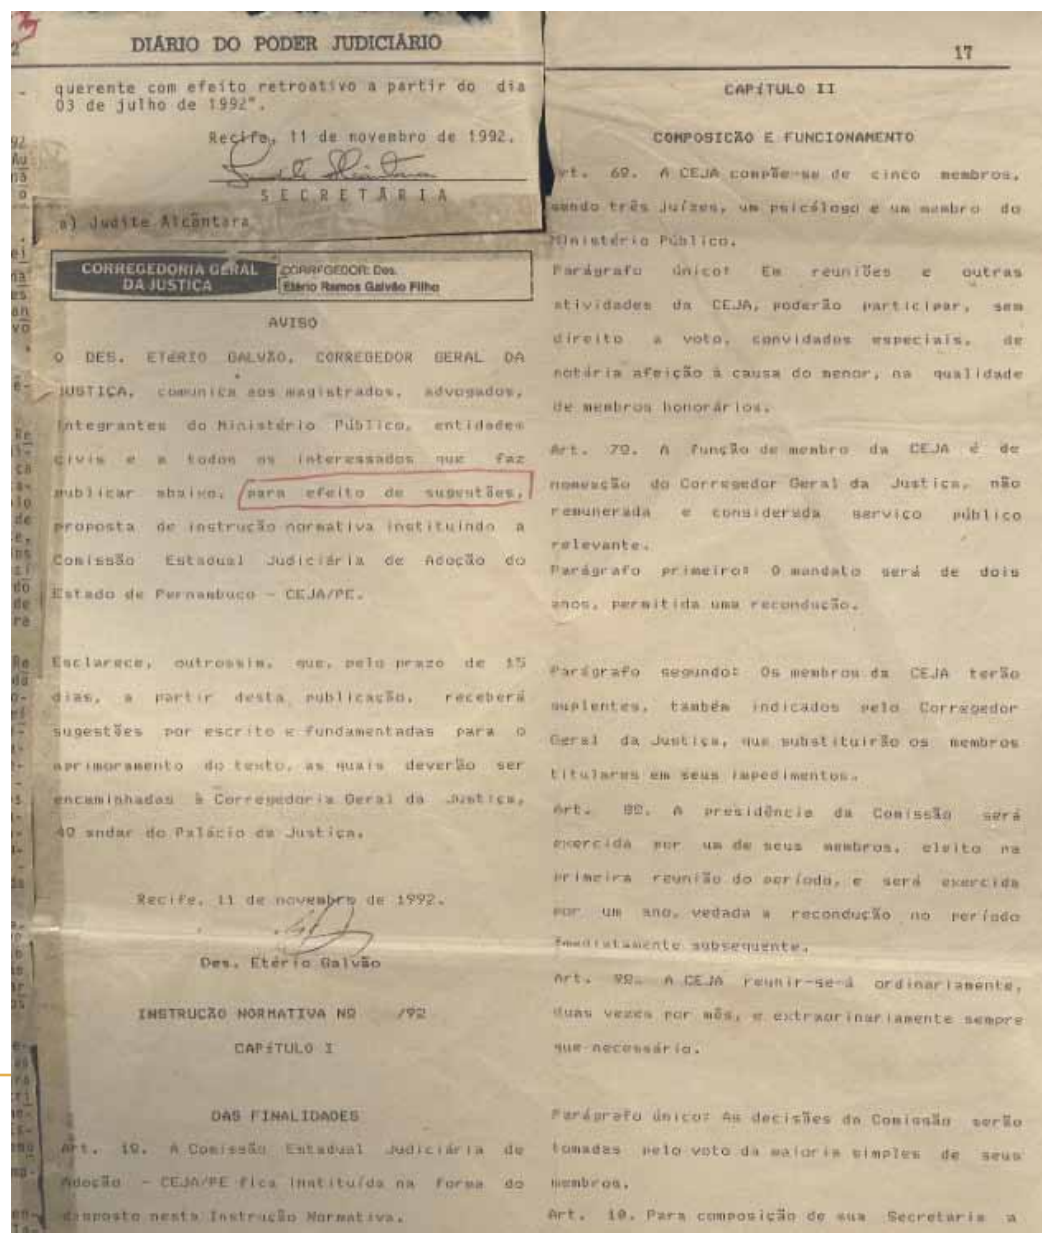 DIÁRIO DO PODER JUDICIÁRIO
17
querente com efeito retroativo a partir do dia
03 de julho de 1992".
Recife, 11 de novembro de 1992.
SECRETÁRIA
a) Judite Alcântara
CORREGEDORIA GERAL
DA JUSTIÇA
CORREGEDOR: Des.
Etério Ramos Galvão Filho
AVISO
O DES. ETÉRIO GALVÃO, CORREGEDOR GERAL DA
JUSTIÇA, comunica aos magistrados, advogados,
integrantes do Ministério Público, entidades
civis e a todos os interessados que faz
publicar abaixo, para efeito de sugestões,
proposta de instrução normativa instituindo a
Comissão Estadual Judiciária de Adoção do
Estado de Pernambuco - CEJA/PE.
Esclarece, outrossim, que, pelo prazo de 15
dias, a partir desta publicação, receberá
sugestões por escrito e fundamentadas para o
aprimoramento do texto, as quais deverão ser
encaminhadas à Corregedoria Geral da Justiça,
4º andar do Palácio da Justiça.
Recife, 11 de novembro de 1992.
Des. Etério Galvão
INSTRUÇÃO NORMATIVA Nº /92
CAPÍTULO I
DAS FINALIDADES
Art. 1º. A Comissão Estadual Judiciária de
Adoção - CEJA/PE fica instituída na forma do
disposto nesta Instrução Normativa.
CAPÍTULO II
COMPOSICÃO E FUNCIONAMENTO
Art. 6º. A CEJA compõe-se de cinco membros,
sendo três Juízes, um psicólogo e um membro do
Ministério Público.
Parágrafo único: Em reuniões e outras
atividades da CEJA, poderão participar, sem
direito a voto, convidados especiais, de
notória afeição à causa do menor, na qualidade
de membros honorários.
Art. 7º. A função de membro da CEJA é de
nomeação do Corregedor Geral da Justiça, não
remunerada e considerada serviço público
relevante.
Parágrafo primeiro: O mandato será de dois
anos, permitida uma recondução.
Parágrafo segundo: Os membros da CEJA terão
suplentes, também indicados pelo Corregedor
Geral da Justiça, que substituirão os membros
titulares em seus impedimentos.
Art. 8º. A presidência da Comissão será
exercida por um de seus membros, eleito na
primeira reunião do período, e será exercida
por um ano, vedada a recondução no período
imediatamente subsequente.
Art. 9º. A CEJA reunir-se-á ordinariamente,
duas vezes por mês, e extraorinariamente sempre
que necessário.
Parágrafo único: As decisões da Comissão serão
tomadas pelo voto da maioria simples de seus
membros.
Art. 10. Para composição de sua Secretaria a